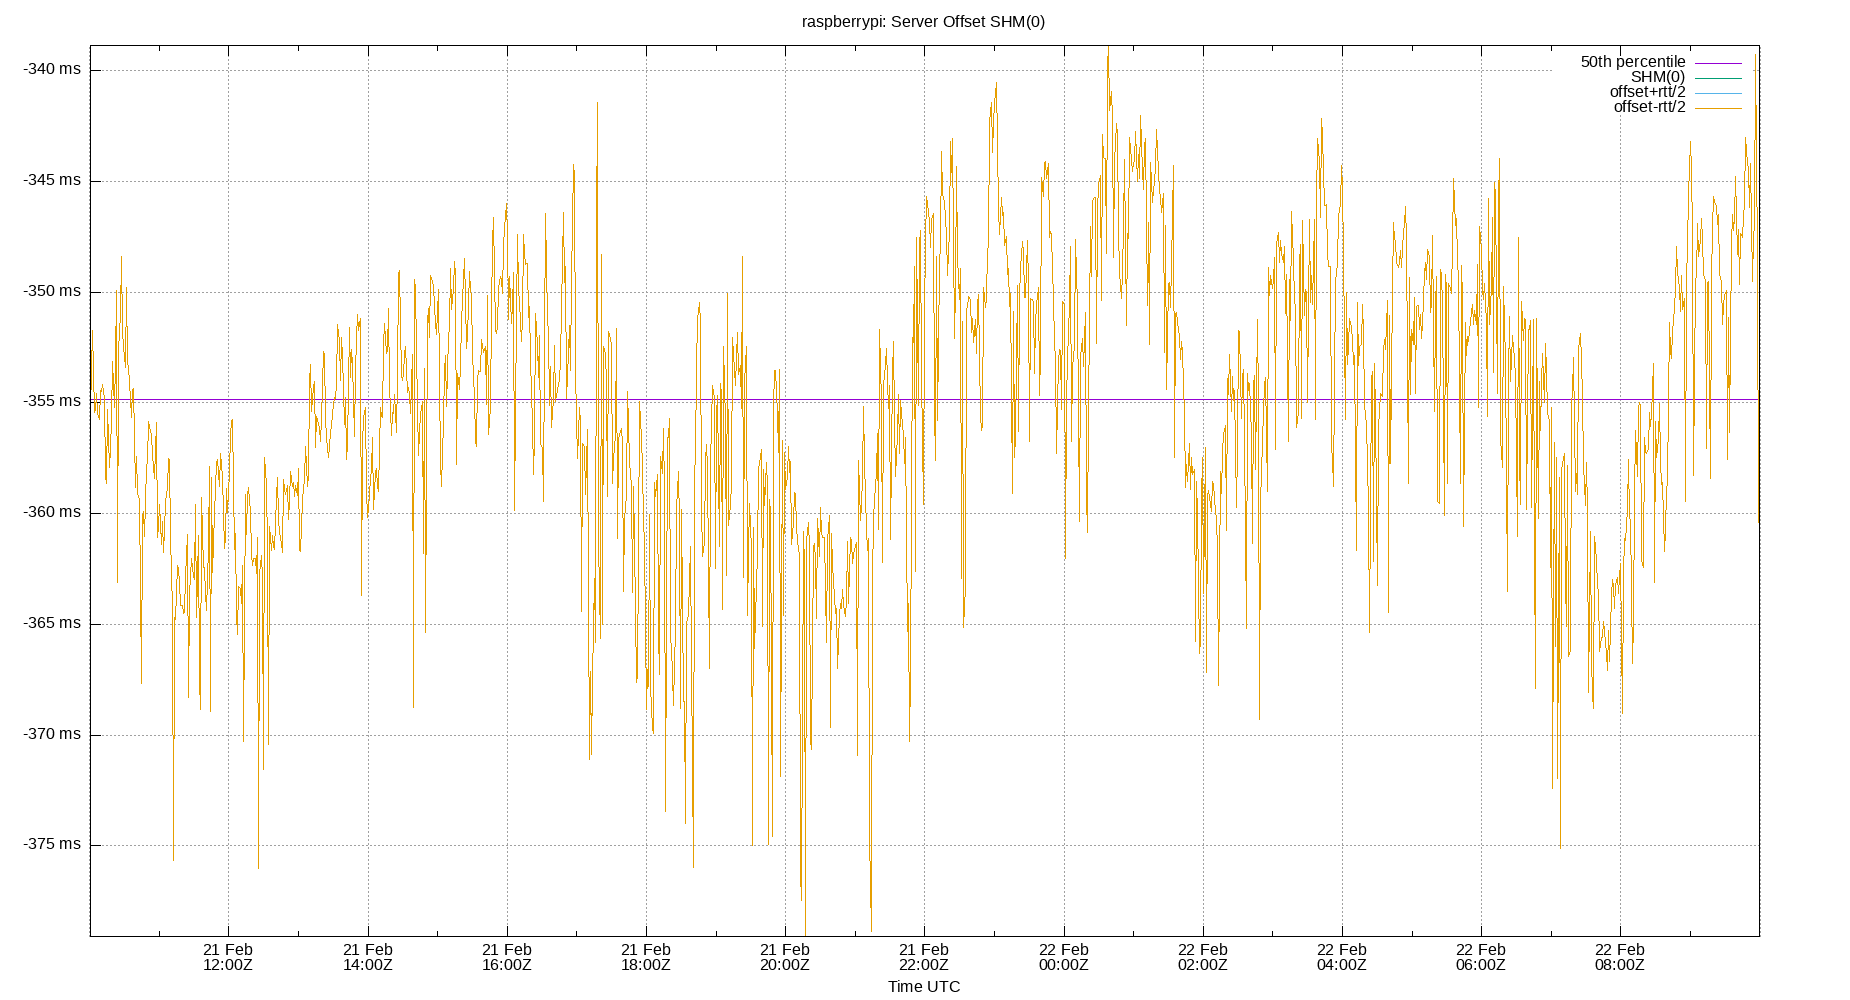 raspberrypi: Server Offset SHM(0)
50th percentile
SHM(0)
offset+rtt/2
offset-rtt/2
-340 ms
-345 ms
-350 ms
-355 ms
-360 ms
-365 ms
-370 ms
-375 ms
21 Feb 21 Feb 21 Feb 21 Feb 21 Feb 21 Feb 22 Feb 22 Feb 22 Feb 22 Feb 22 Feb
12:00Z 14:00Z 16:00Z 18:00Z 20:00Z 22:00Z 00:00Z 02:00Z 04:00Z 06:00Z 08:00Z
Time UTC